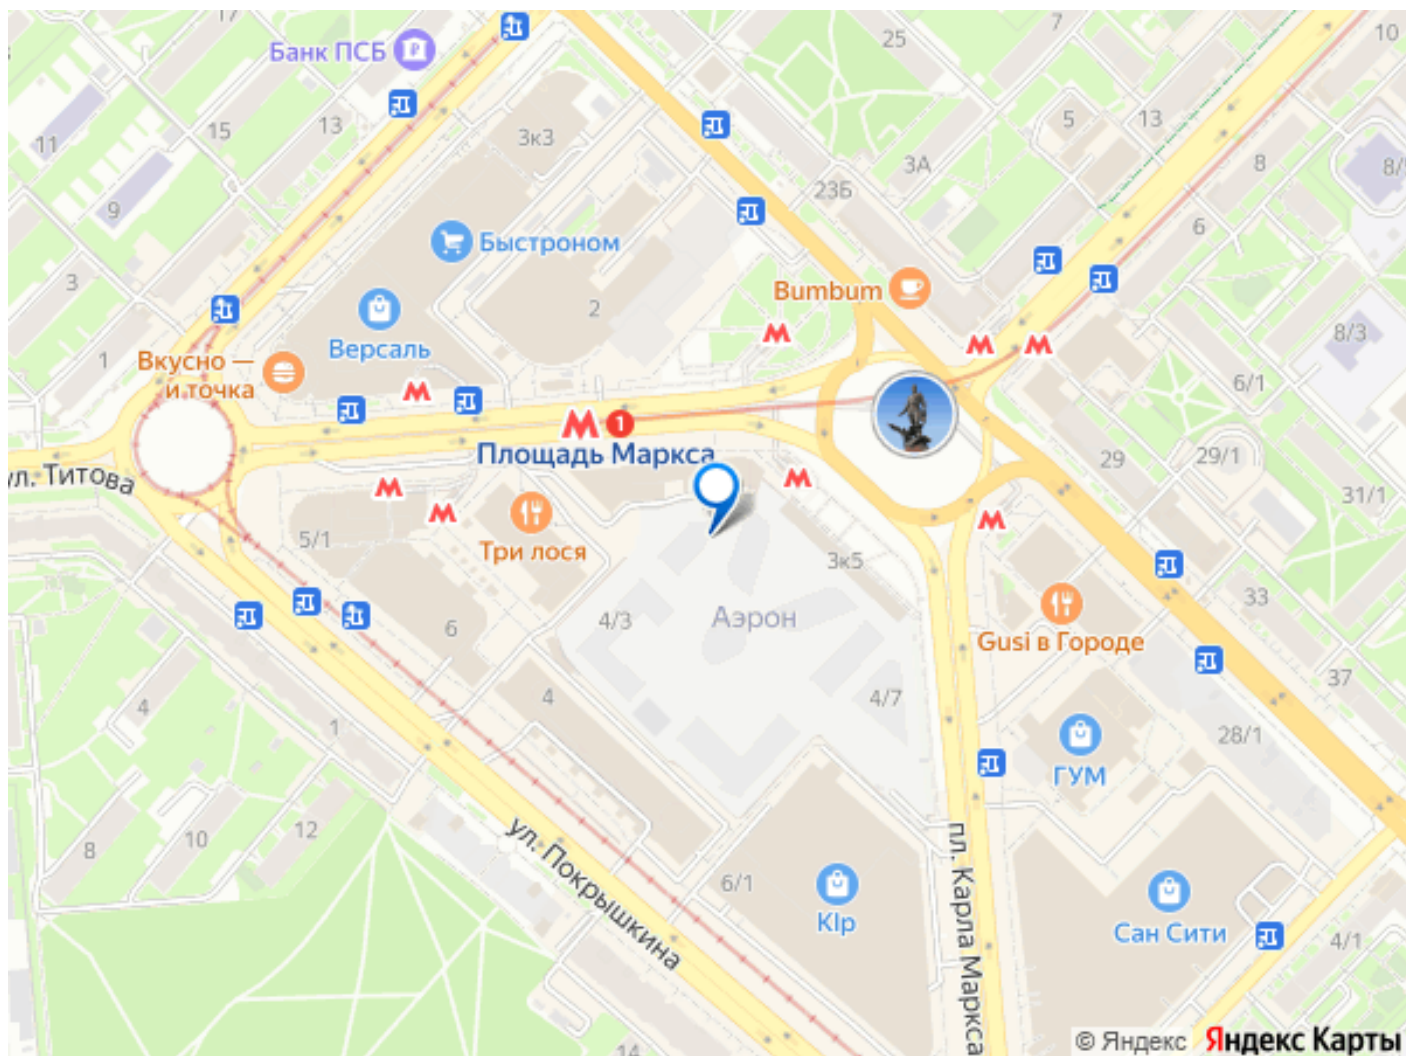 17
7
10
25
Банк ПСБ
₽
11
15
13
3к3
5
13
3А
8
8/
23Б
9
6
Быстроном
3
2
Bumbum
Версаль
8/3
1
Вкусно —
и точка
6/1
М
М
М
М
М 1
Площадь Маркса
ул. Титова
29
29/1
31/1
М
М
М
М
5/1
Три лося
3к5
33
4/3
Аэрон
6
Gusi в Городе
4
4
4/7
37
1
28/1
ГУМ
8
10
12
ул. Покрышкина
пл. Карла Маркса
6/1
Klp
Сан Сити
4/1
14
© Яндекс Яндекс Карты